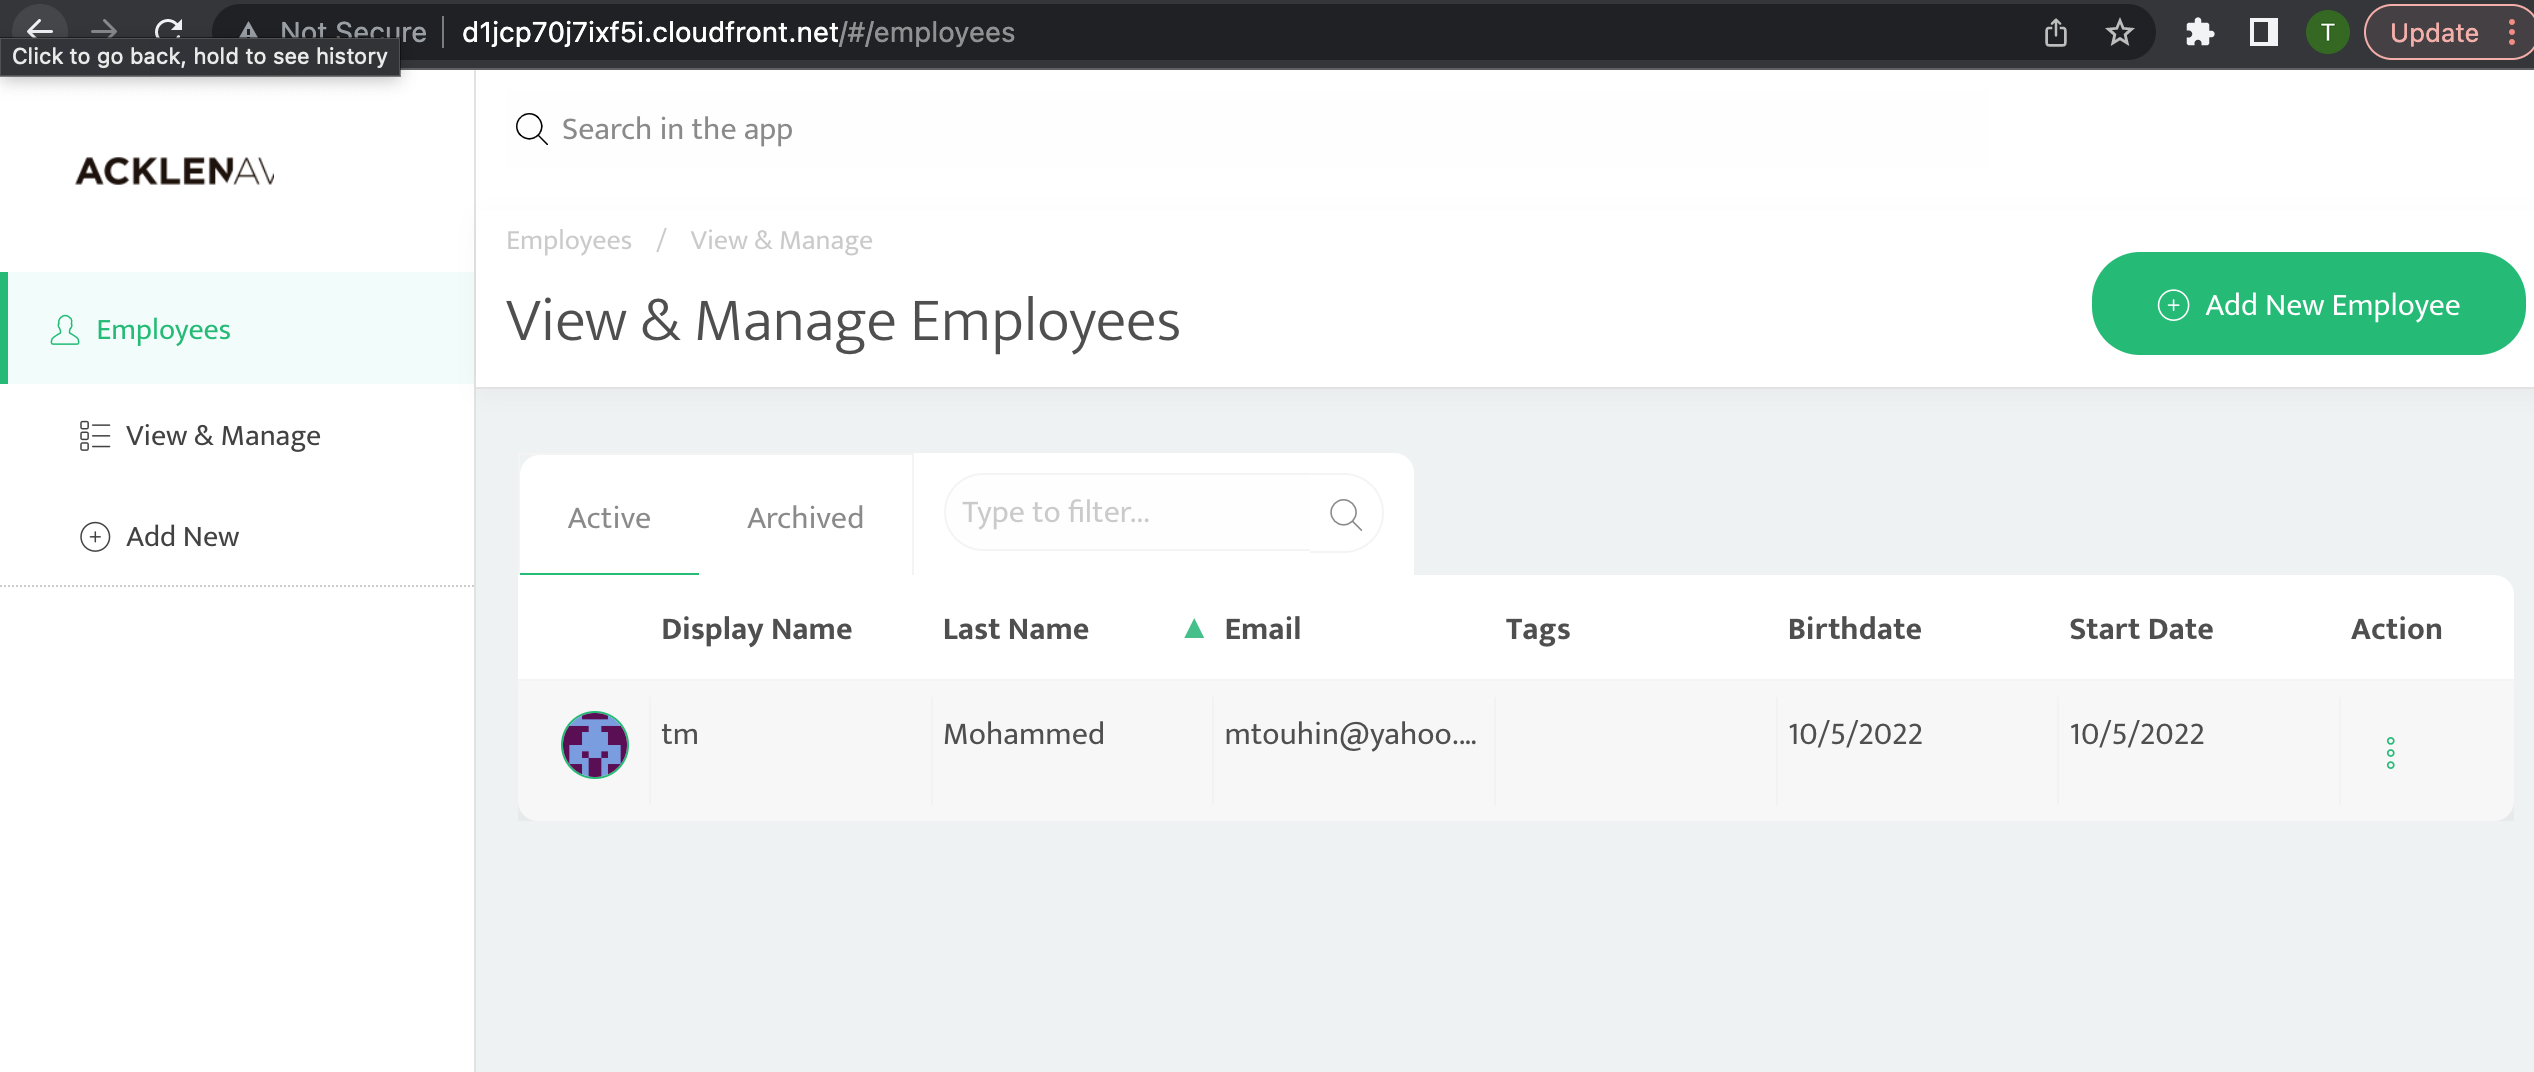 Not Secure d1jcp70j7ixf5i.cloudfront.net/#/employees T Update
Click to go back, hold to see history
Search in the app
ACKLENAV
Employees / View & Manage
View & Manage Employees
Add New Employee
Employees
View & Manage
Add New
Active Archived Type to filter...
Display Name Last Name Email Tags Birthdate Start Date Action
tm Mohammed mtouhin@yahoo.... 10/5/2022 10/5/2022